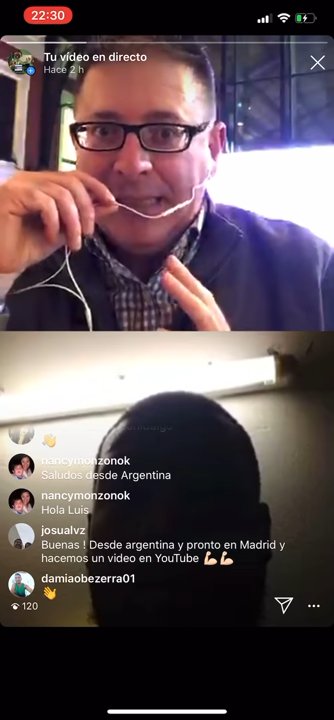 22:30
Tu vídeo en directo
Hace 2 h
nancymonzonok
Saludos desde Argentina
nancymonzonok
Hola Luis
josualvz
Buenas ! Desde argentina y pronto en Madrid y
hacemos un video en YouTube 💪🏻💪🏻
damiaobezerra01
👋
120